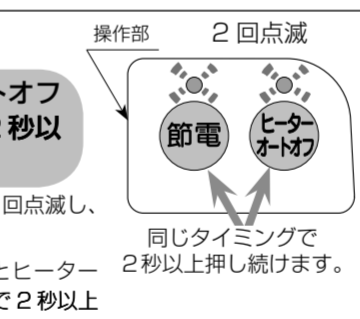 トオフ
2秒以
回点滅し、
とヒーター
で2秒以上
操作部
2回点滅
節電
ヒーター
オートオフ
同じタイミングで
2秒以上押し続けます。